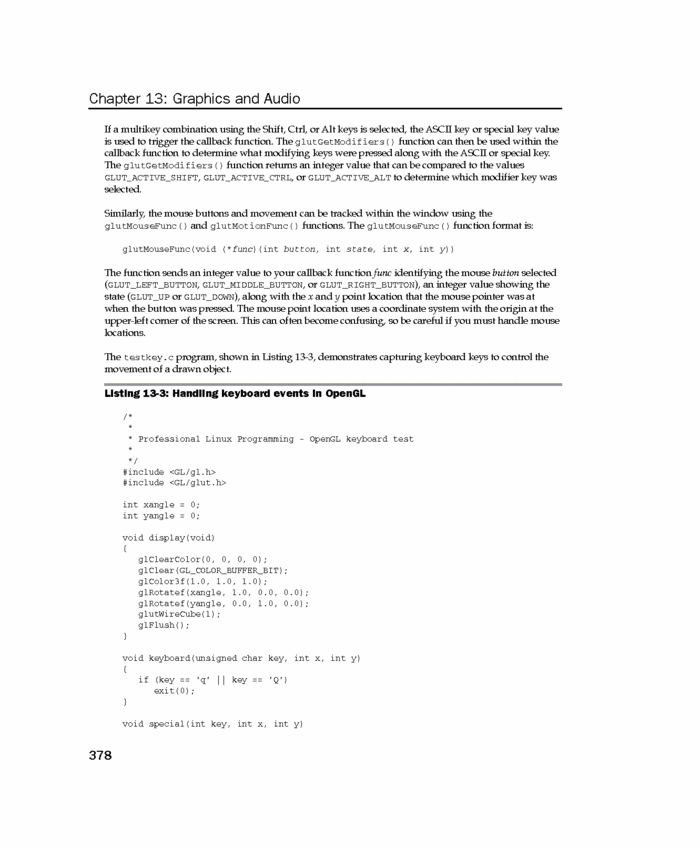 Chapter 13: Graphics and Audio
If a multikey combination using the Shift, Ctrl, or Alt keys is selected, the ASCII key or special key value
is used to trigger the callback function. The glutGetModifiers() function can then be used within the
callback function to determine what modifying keys were pressed along with the ASCII or special key.
The glutGetModifiers() function returns an integer value that can be compared to the values
GLUT_ACTIVE_SHIFT, GLUT_ACTIVE_CTRL, or GLUT_ACTIVE_ALT to determine which modifier key was
selected.
Similarly, the mouse buttons and movement can be tracked within the window using the
glutMouseFunc() and glutMotionFunc() functions. The glutMouseFunc() function format is:
glutMouseFunc(void (*func)(int button, int state, int x, int y))
The function sends an integer value to your callback function func identifying the mouse button selected
(GLUT_LEFT_BUTTON, GLUT_MIDDLE_BUTTON, or GLUT_RIGHT_BUTTON), an integer value showing the
state (GLUT_UP or GLUT_DOWN), along with the x and y point location that the mouse pointer was at
when the button was pressed. The mouse point location uses a coordinate system with the origin at the
upper-left corner of the screen. This can often become confusing, so be careful if you must handle mouse
locations.
The testkey.c program, shown in Listing 13-3, demonstrates capturing keyboard keys to control the
movement of a drawn object.
Listing 13-3: Handling keyboard events in OpenGL
/*
*
* Professional Linux Programming - OpenGL keyboard test
*
*/
#include <GL/gl.h>
#include <GL/glut.h>
int xangle = 0;
int yangle = 0;
void display(void)
{
glClearColor(0, 0, 0, 0);
glClear(GL_COLOR_BUFFER_BIT);
glColor3f(1.0, 1.0, 1.0);
glRotatef(xangle, 1.0, 0.0, 0.0);
glRotatef(yangle, 0.0, 1.0, 0.0);
glutWireCube(1);
glFlush();
}
void keyboard(unsigned char key, int x, int y)
{
if (key == 'q' || key == 'Q')
exit(0);
}
void special(int key, int x, int y)
378